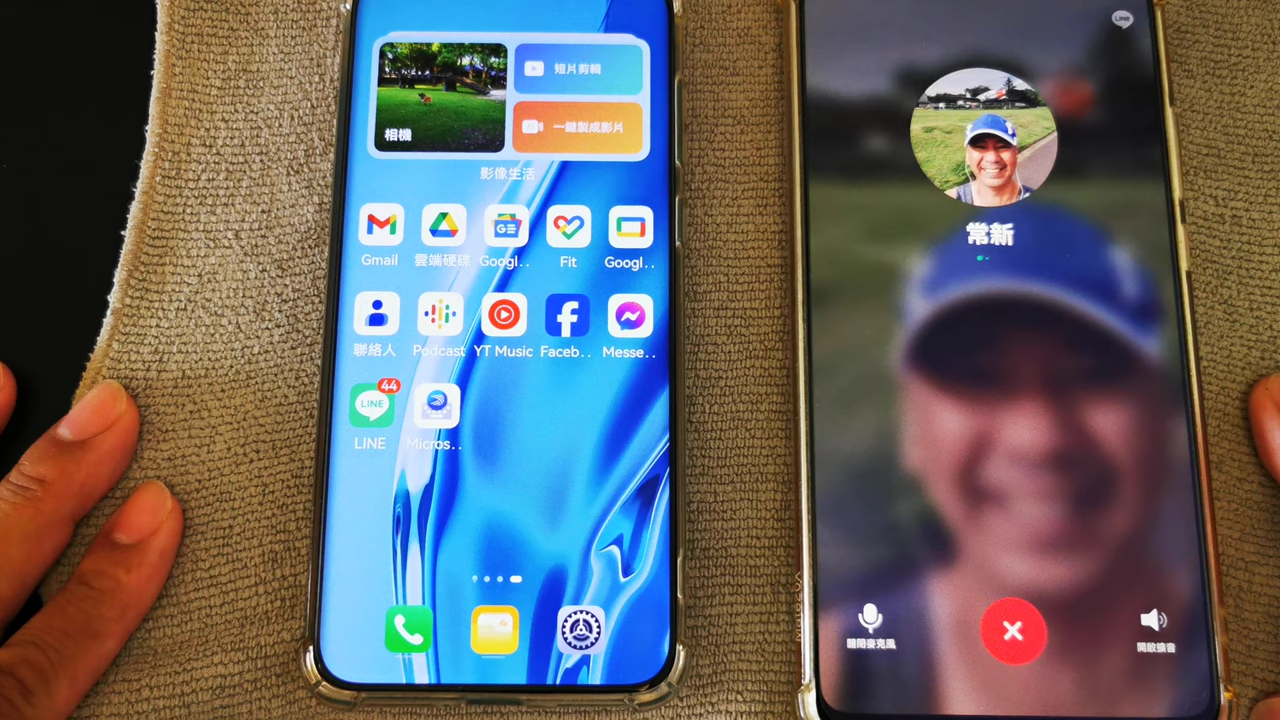 短片剪輯
一鍵製成影片
相機
影像生活
Gmail
雲端硬碟
Googl..
Fit
Googl..
聯絡人
Podcast
YT Music
Faceb..
Messe..
44
LINE
LINE
Micros..
LINE
常新
關閉麥克風
開啟擴音